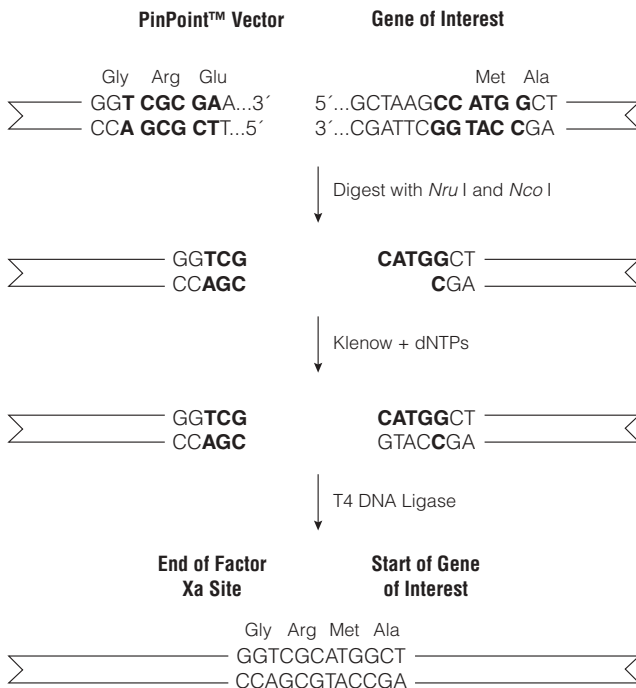 PinPoint™ Vector Gene of Interest
Gly Arg Glu Met Ala
GGT CGC GAA...3´ 5´...GCTAAGCC ATG GCT
CCA GCG CTT...5´ 3´...CGATTCGG TAC CGA
Digest with Nru I and Nco I
GGTCG CATGGCT
CCAGC CGA
Klenow + dNTPs
GGTCG CATGGCT
CCAGC GTACCGA
T4 DNA Ligase
End of Factor Start of Gene
Xa Site of Interest
Gly Arg Met Ala
GGTCGCATGGCT
CCAGCGTACCGA